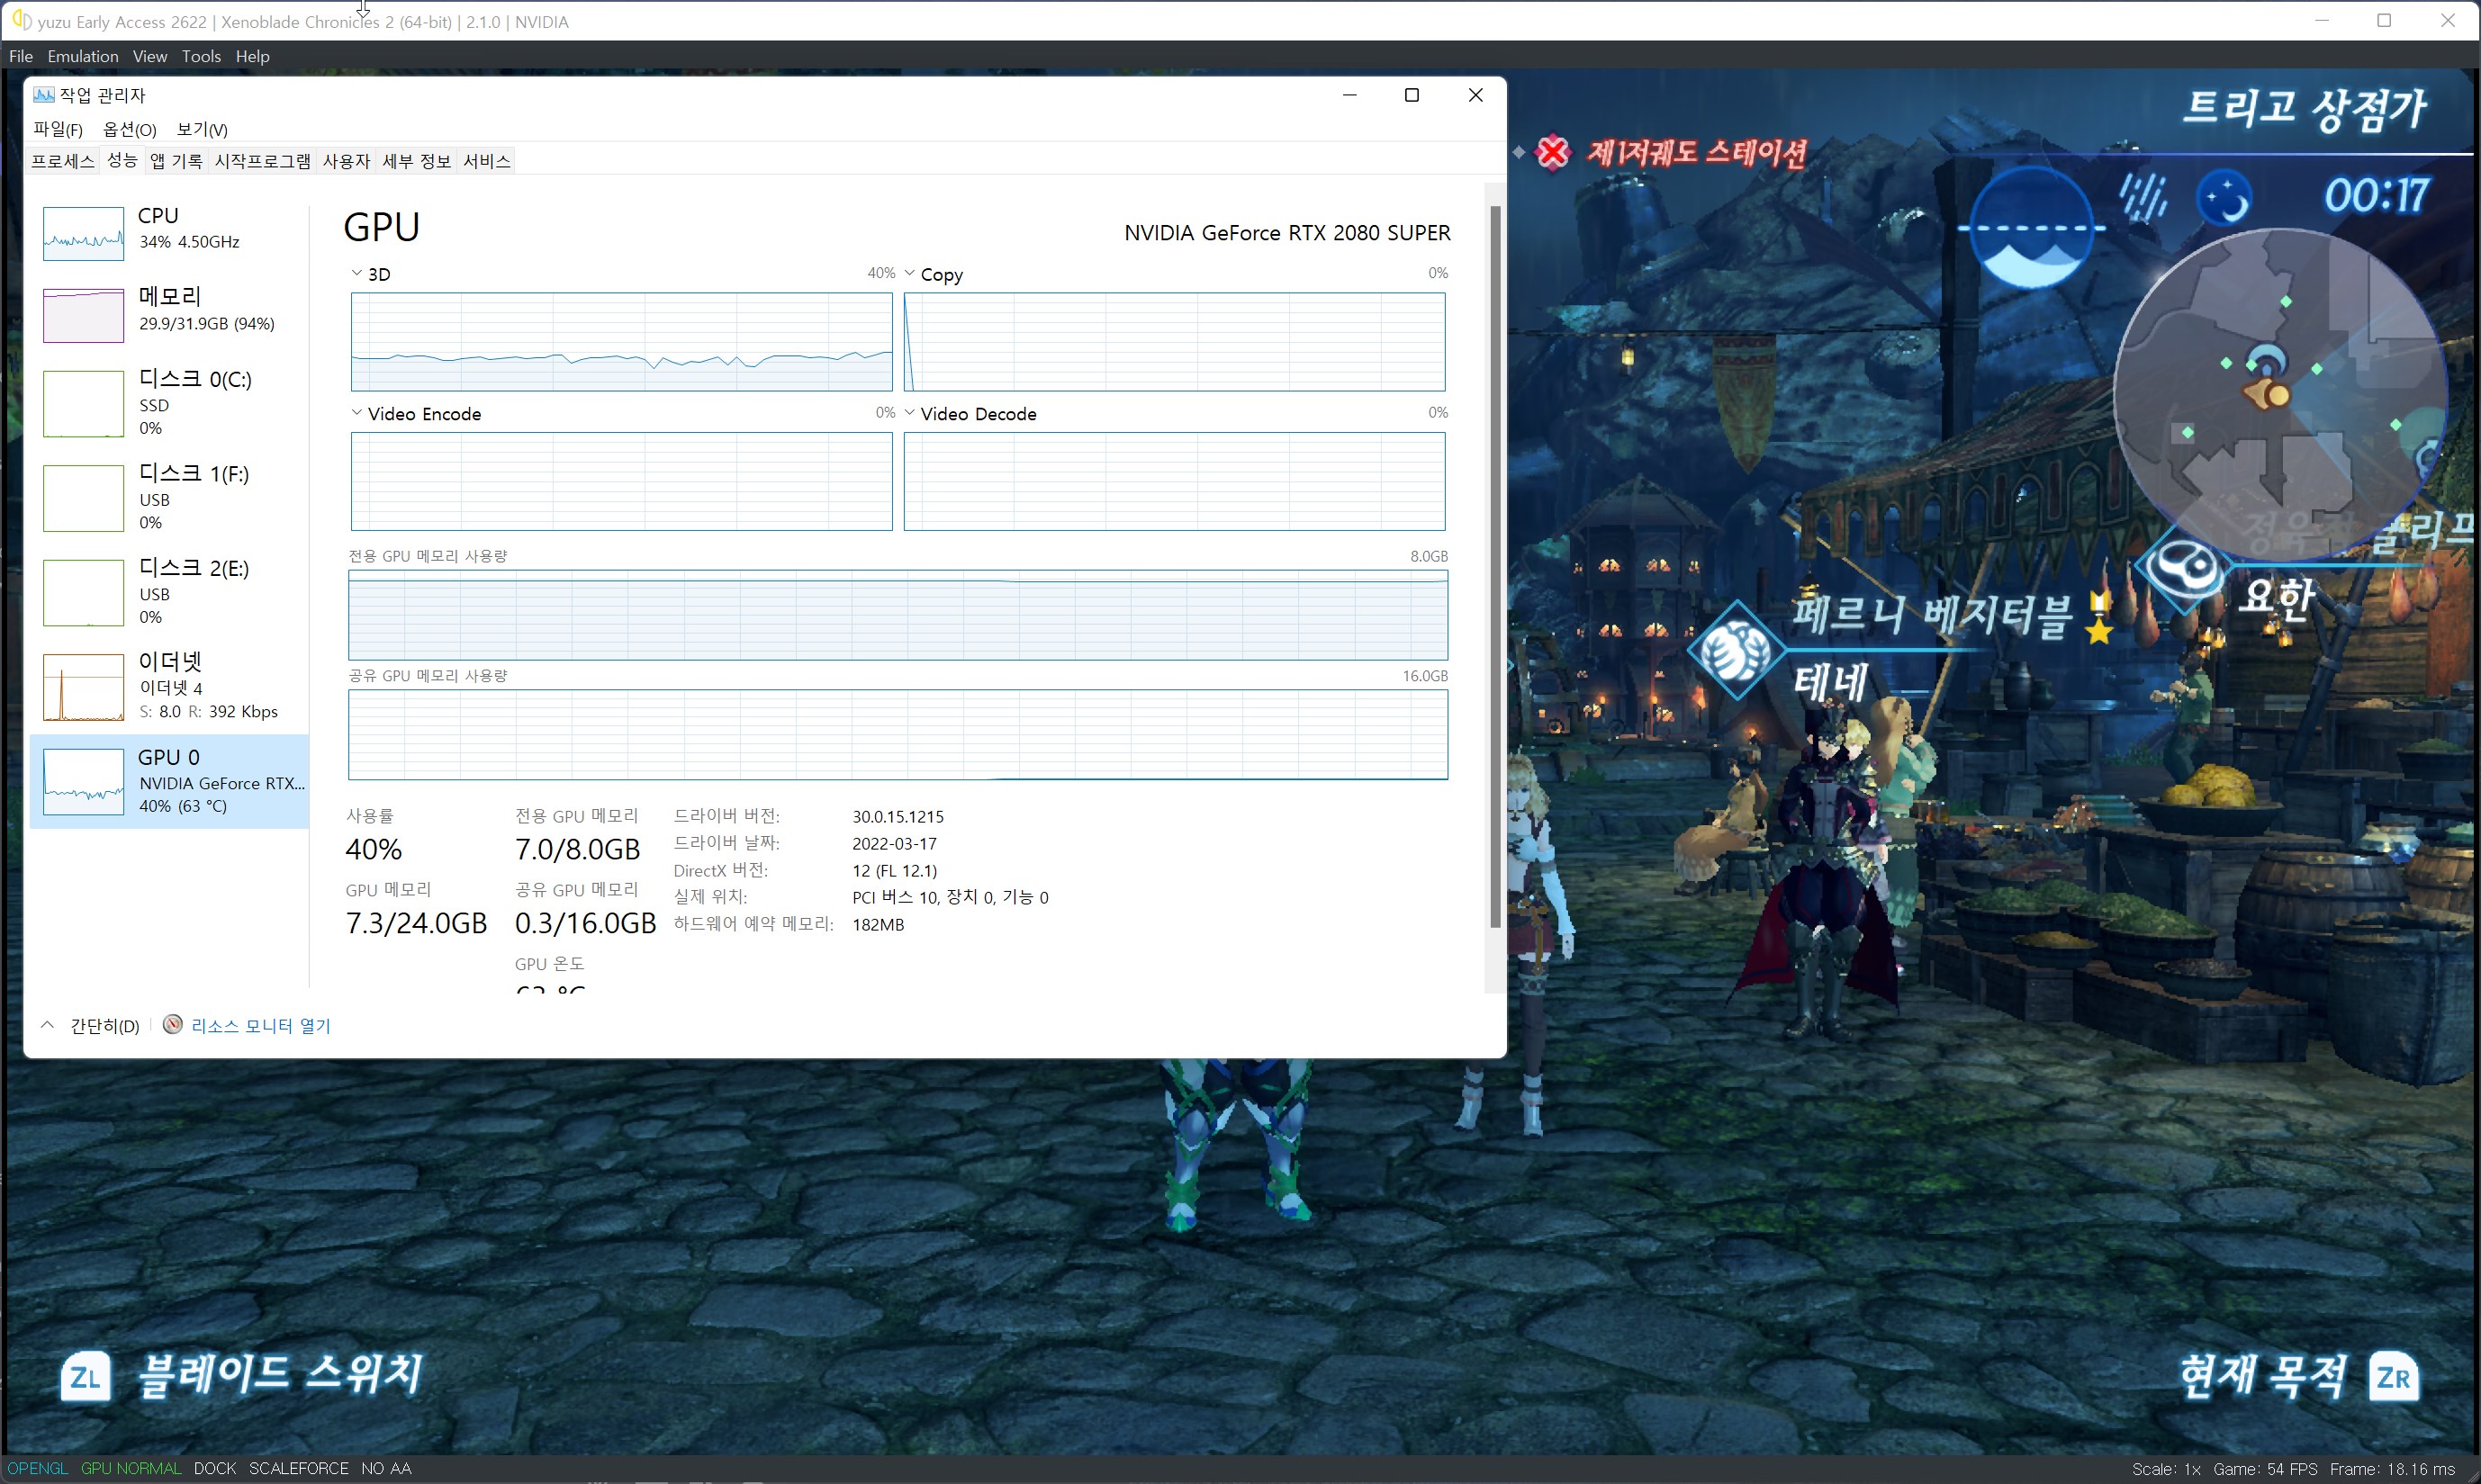 yuzu Early Access 2622 | Xenoblade Chronicles 2 (64-bit) | 2.1.0 | NVIDIA
File Emulation View Tools Help
작업 관리자
파일(F) 옵션(O) 보기(V)
프로세스 성능 앱 기록 시작프로그램 사용자 세부 정보 서비스
CPU
34% 4.50GHz
메모리
29.9/31.9GB (94%)
디스크 0(C:)
SSD
0%
디스크 1(F:)
USB
0%
디스크 2(E:)
USB
0%
이더넷
이더넷 4
S: 8.0 R: 392 Kbps
GPU 0
NVIDIA GeForce RTX...
40% (63 °C)
GPU
NVIDIA GeForce RTX 2080 SUPER
3D 40%
Copy 0%
Video Encode 0%
Video Decode 0%
전용 GPU 메모리 사용량 8.0GB
공유 GPU 메모리 사용량 16.0GB
사용률
40%
전용 GPU 메모리
7.0/8.0GB
GPU 메모리
7.3/24.0GB
공유 GPU 메모리
0.3/16.0GB
GPU 온도
63 °C
드라이버 버전: 30.0.15.1215
드라이버 날짜: 2022-03-17
DirectX 버전: 12 (FL 12.1)
실제 위치: PCI 버스 10, 장치 0, 기능 0
하드웨어 예약 메모리: 182MB
간단히(D) 리소스 모니터 열기
트리고 상점가
제1저궤도 스테이션
00:17
요한
페르니 베지터블
테네
ZL 블레이드 스위치
현재 목적 ZR
OPENGL GPU NORMAL DOCK SCALEFORCE NO AA
Scale: 1x Game: 54 FPS Frame: 18.16 ms